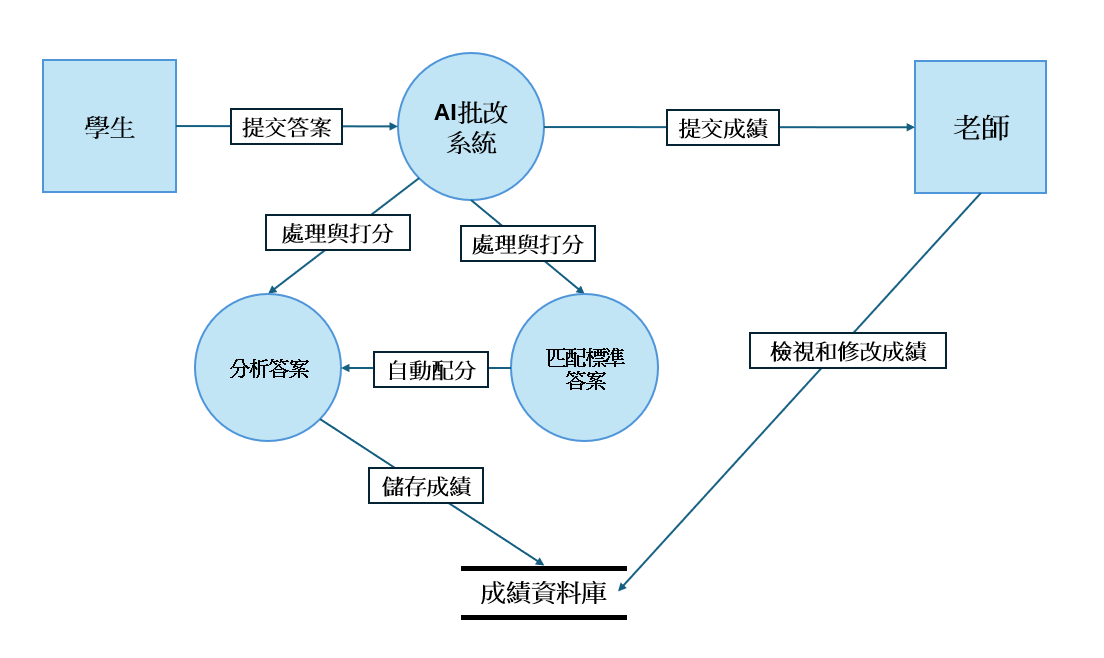 學生
提交答案
AI批改
系統
提交成績
老師
處理與打分
處理與打分
分析答案
自動配分
匹配標準
答案
檢視和修改成績
儲存成績
成績資料庫